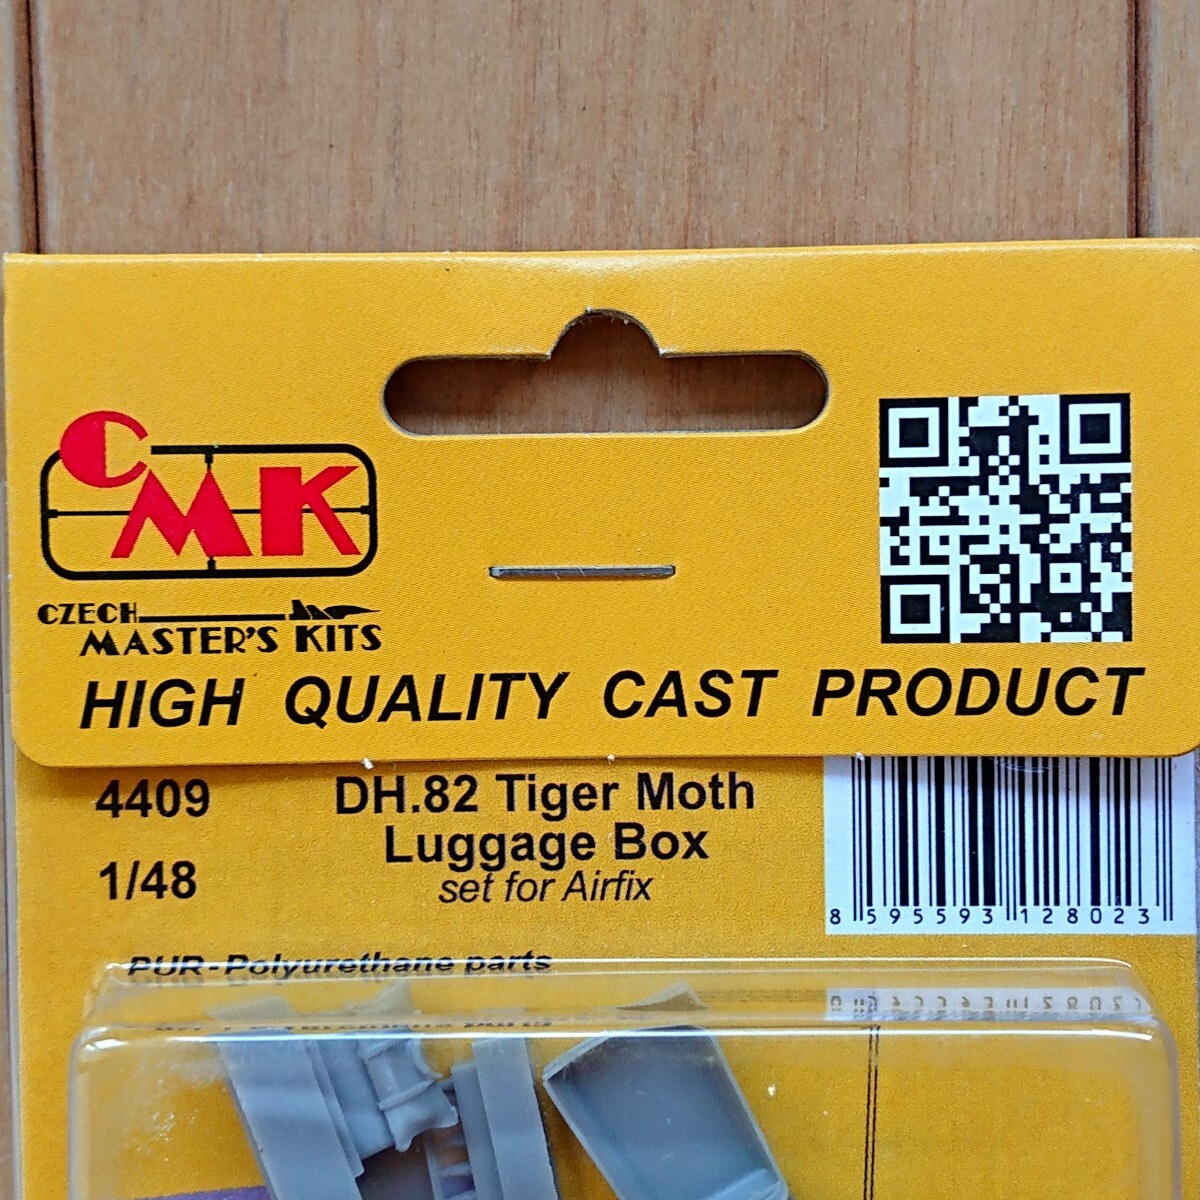 CMK
CZECH
MASTER'S KITS
HIGH QUALITY CAST PRODUCT
4409
DH.82 Tiger Moth
Luggage Box
1/48
set for Airfix
8 595593 128023
PUR-Polyurethane parts